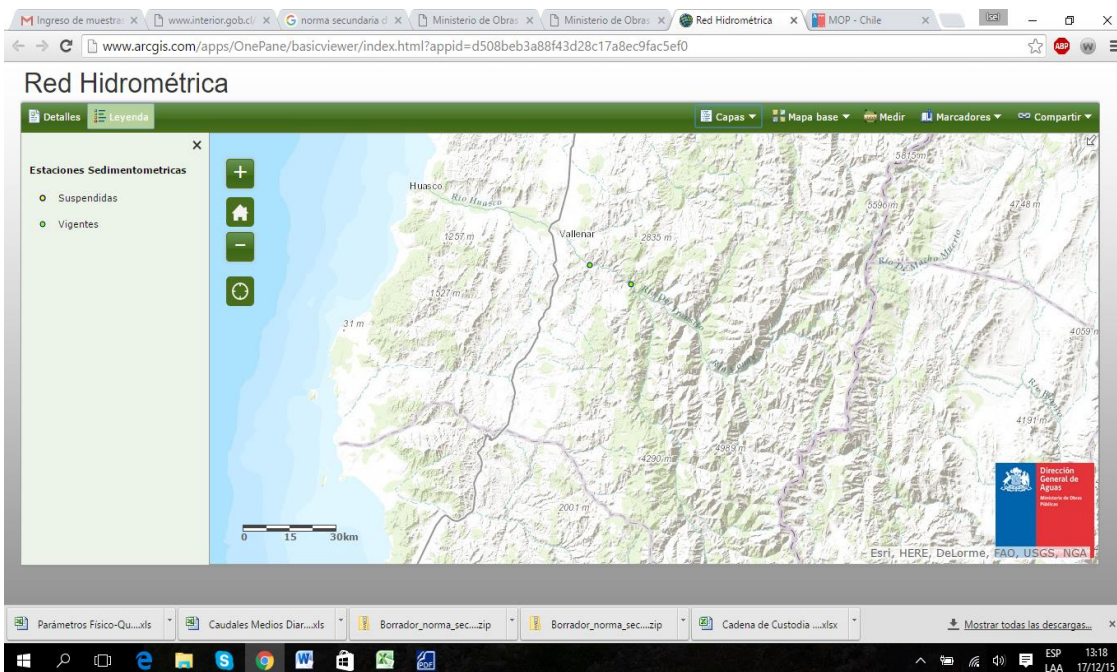 Ingreso de muestras
www.interior.gob.cl/
norma secundaria d
Ministerio de Obras
Ministerio de Obras
Red Hidrométrica
MOP - Chile
www.arcgis.com/apps/OnePane/basicviewer/index.html?appid=d508beb3a88f43d28c17a8ec9fac5ef0
ABP
Red Hidrométrica
Detalles
Leyenda
Capas
Mapa base
Medir
Marcadores
Compartir
Estaciones Sedimentometricas
Suspendidas
Vigentes
5815 m
Huasco
Rio Huasco
5596 m
4748 m
1257 m
Vallenar
2835 m
1527 m
31 m
4059 m
4191 m
4290 m
4989 m
2001 m
0 15 30km
Dirección
General de
Aguas
Ministerio de Obras
Públicas
Esri, HERE, DeLorme, FAO, USGS, NGA
Parámetros Físico-Qu....xls
Caudales Medios Diar....xls
Borrador_norma_sec....zip
Borrador_norma_sec....zip
Cadena de Custodia ....xlsx
Mostrar todas las descargas...
ESP
LAA
13:18
17/12/15